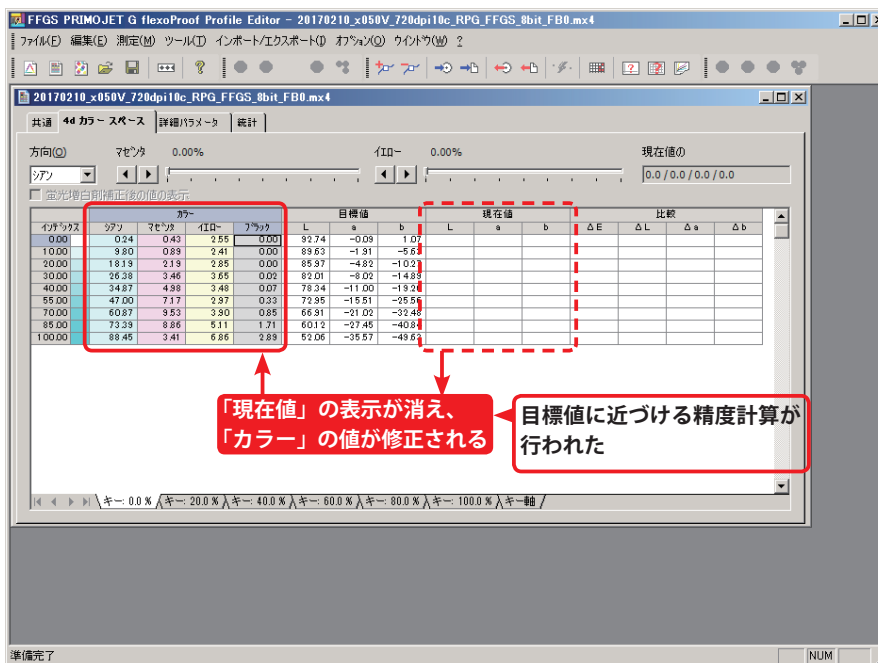 FFGS PRIMOJET G flexoProof Profile Editor - 20170210_x050V_720dpi10c_RPG_FFGS_8bit_FB0.mx4
ファイル(F) 編集(E) 測定(M) ツール(T) インポート/エクスポート(I) オプション(O) ウインドウ(W) ?
20170210_x050V_720dpi10c_RPG_FFGS_8bit_FB0.mx4
共通 4d カラー スペース 詳細パラメータ 統計
方向(O) マゼンタ 0.00% イエロー 0.00% 現在値の
シアン 0.0 / 0.0 / 0.0 / 0.0
蛍光増白剤補正後の値の表示
カラー 目標値 現在値 比較
インデックス シアン マゼンタ イエロー ブラック L a b L a b ΔE ΔL Δa Δb
0.00 0.24 0.43 2.55 0.00 92.74 -0.09 1.07
10.00 9.80 0.89 2.41 0.00 89.63 -1.91 -5.63
20.00 18.19 2.19 2.85 0.00 85.97 -4.82 -10.27
30.00 26.38 3.46 3.65 0.02 82.01 -8.02 -14.89
40.00 34.87 4.98 3.48 0.07 78.34 -11.00 -19.26
55.00 47.00 7.17 2.97 0.33 72.95 -15.51 -25.56
70.00 60.87 9.53 3.90 0.85 66.91 -21.02 -32.48
85.00 73.39 8.86 5.11 1.71 60.12 -27.45 -40.84
100.00 88.45 3.41 6.86 2.89 52.06 -35.57 -49.63
「現在値」の表示が消え、
「カラー」の値が修正される
目標値に近づける精度計算が
行われた
キー: 0.0 % キー: 20.0 % キー: 40.0 % キー: 60.0 % キー: 80.0 % キー: 100.0 % キー軸
準備完了 NUM